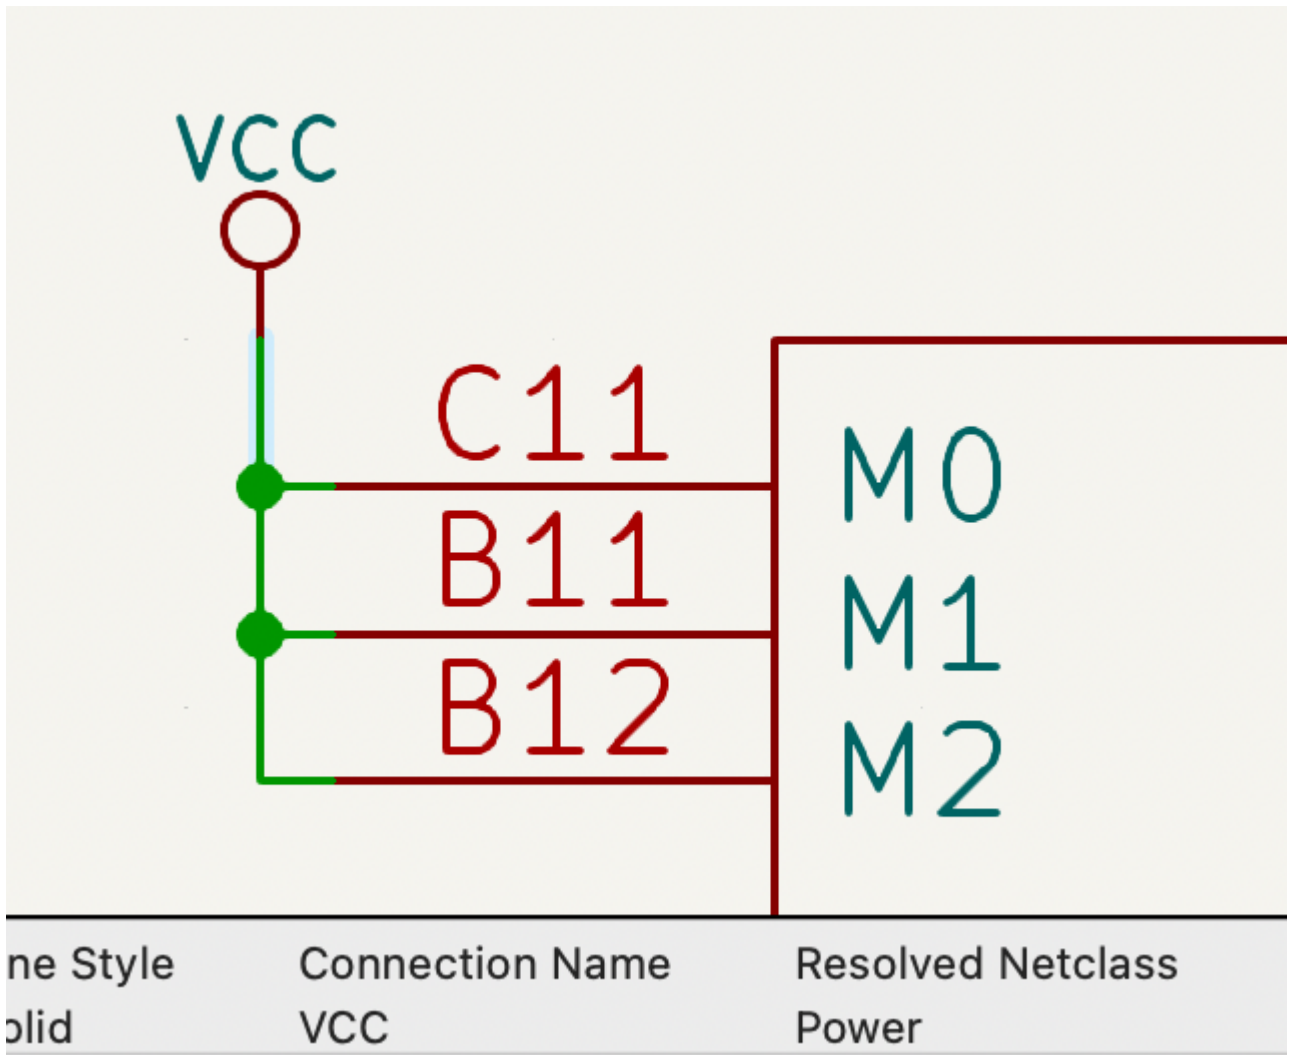 VCC
C11
M0
B11
M1
B12
M2
ne Style Connection Name Resolved Netclass
olid VCC Power